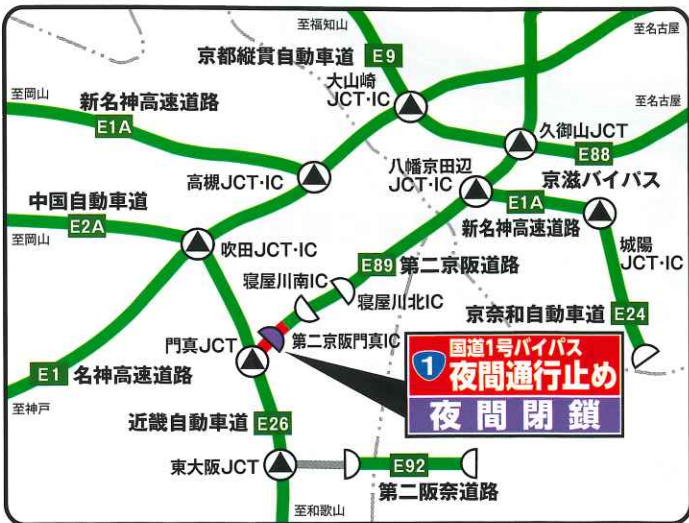 至福知山
至名古屋
京都縦貫自動車道
E9
大山崎
JCT・IC
至岡山
新名神高速道路
E1A
至名古屋
久御山JCT
E88
高槻JCT・IC
八幡京田辺
JCT・IC
京滋バイパス
中国自動車道
E2A
至岡山
E1A
新名神高速道路
吹田JCT・IC
城陽
JCT・IC
E89
第二京阪道路
寝屋川南IC
寝屋川北IC
京奈和自動車道
E24
門真JCT
第二京阪門真IC
1
国道1号バイパス
夜間通行止め
夜間閉鎖
E1
名神高速道路
至神戸
近畿自動車道
E26
東大阪JCT
E92
第二阪奈道路
至和歌山